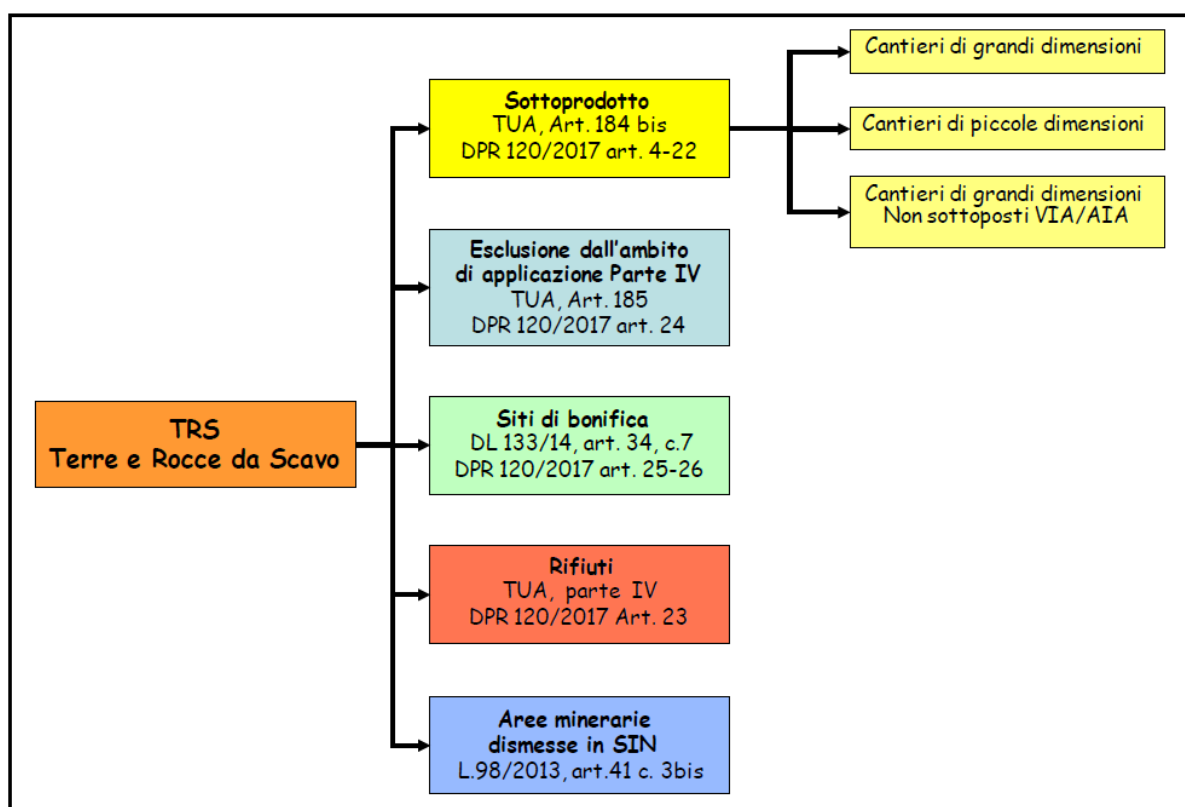 TRS
Terre e Rocce da Scavo
Sottoprodotto
TUA, Art. 184 bis
DPR 120/2017 art. 4-22
Cantieri di grandi dimensioni
Cantieri di piccole dimensioni
Cantieri di grandi dimensioni
Non sottoposti VIA/AIA
Esclusione dall'ambito
di applicazione Parte IV
TUA, Art. 185
DPR 120/2017 art. 24
Siti di bonifica
DL 133/14, art. 34, c.7
DPR 120/2017 art. 25-26
Rifiuti
TUA, parte IV
DPR 120/2017 Art. 23
Aree minerarie
dismesse in SIN
L.98/2013, art.41 c. 3bis